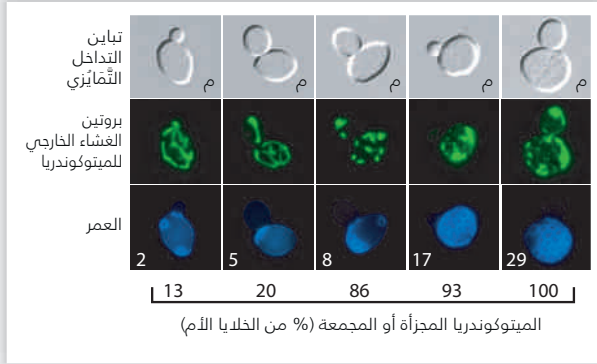 تباين
التداخل
التَّمَايُزي
م م م م م
بروتين
الغشاء الخارجي
للميتوكوندريا
العمر
2 5 8 17 29
13 20 86 93 100
الميتوكوندريا المجزأة أو المجمعة (% من الخلايا الأم)